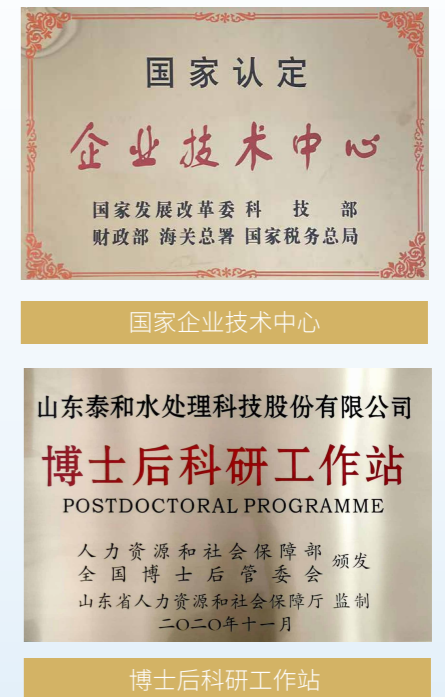 国家认定
企业技术中心
国家发展改革委 科技部
财政部 海关总署 国家税务总局
国家企业技术中心
山东泰和水处理科技股份有限公司
博士后科研工作站
POSTDOCTORAL PROGRAMME
人力资源和社会保障部
全国博士后管委会
颁发
山东省人力资源和社会保障厅 监制
二〇二〇年十一月
博士后科研工作站